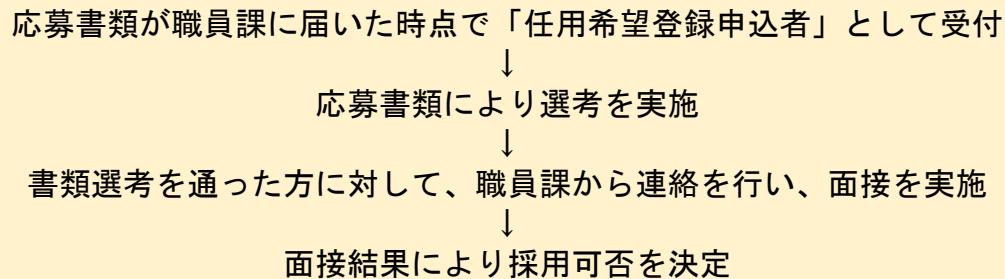 応募書類が職員課に届いた時点で「任用希望登録申込者」として受付
↓
応募書類により選考を実施
↓
書類選考を通った方に対して、職員課から連絡を行い、面接を実施
↓
面接結果により採用可否を決定